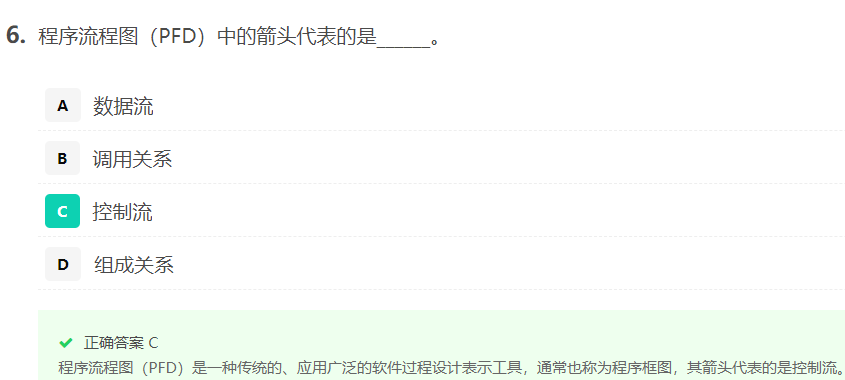 6. 程序流程图（PFD）中的箭头代表的是______。
A 数据流
B 调用关系
C 控制流
D 组成关系
正确答案 C
程序流程图（PFD）是一种传统的、应用广泛的软件过程设计表示工具，通常也称为程序框图，其箭头代表的是控制流。